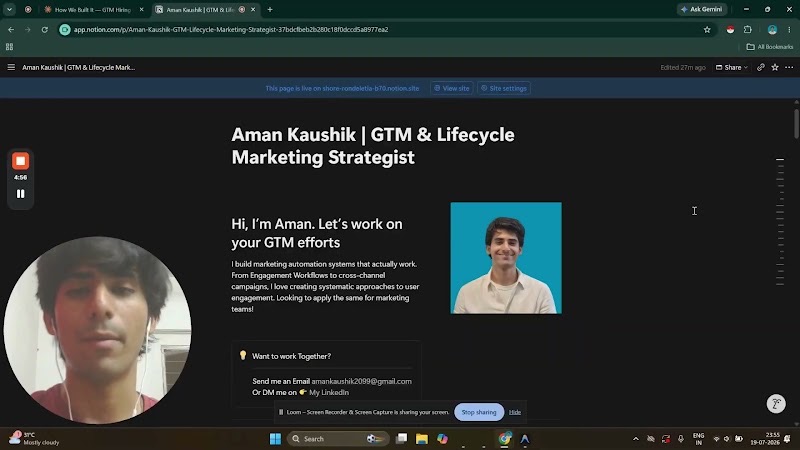 How We Built It — GTM Hiring
Aman Kaushik | GTM & Life
Ask Gemini
app.notion.com/p/Aman-Kaushik-GTM-Lifecycle-Marketing-Strategist-37bdcfbeb2b280c18f0dccd5a8977ea2
All Bookmarks
Aman Kaushik | GTM & Lifecycle Mark...
Edited 27m ago
Share
This page is live on shore-rondeletia-b70.notion.site
View site
Site settings
Aman Kaushik | GTM & Lifecycle
Marketing Strategist
4:56
Hi, I'm Aman. Let's work on
your GTM efforts
I build marketing automation systems that actually work.
From Engagement Workflows to cross-channel
campaigns, I love creating systematic approaches to user
engagement. Looking to apply the same for marketing
teams!
Want to work Together?
Send me an Email amankaushik2099@gmail.com
Or DM me on 👉 My LinkedIn
Loom – Screen Recorder & Screen Capture is sharing your screen.
Stop sharing
Hide
31°C
Mostly cloudy
Search
ENG
IN
23:55
19-07-2026